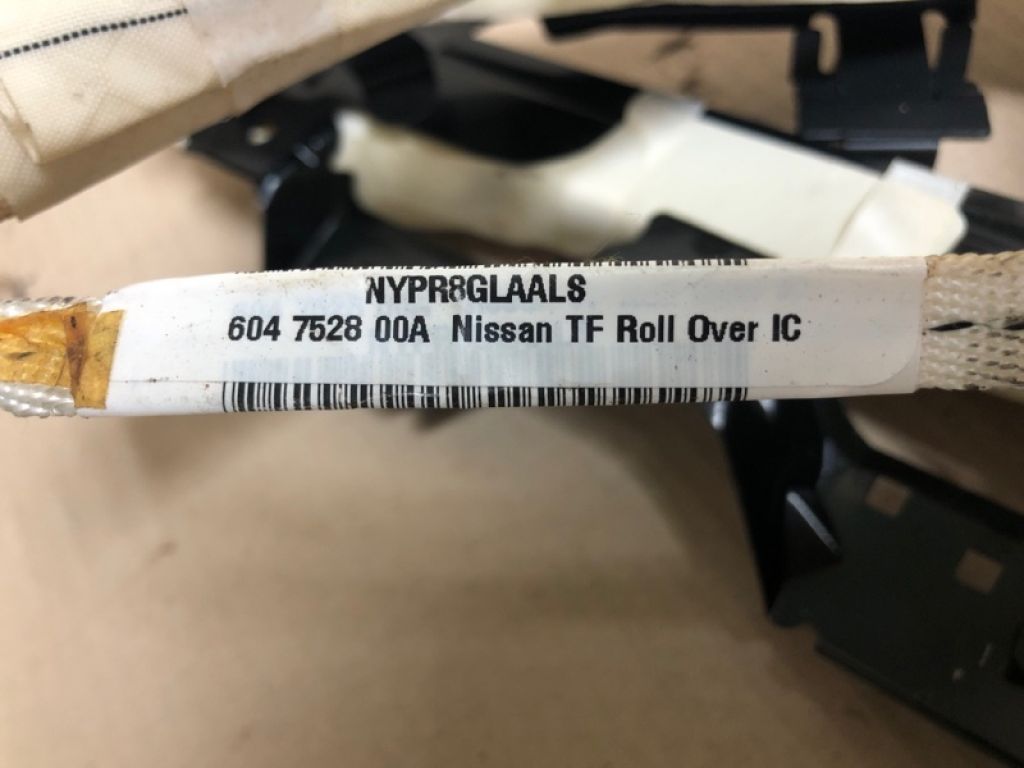 NYPR8GLAALS
604 7528 00A Nissan TF Roll Over IC